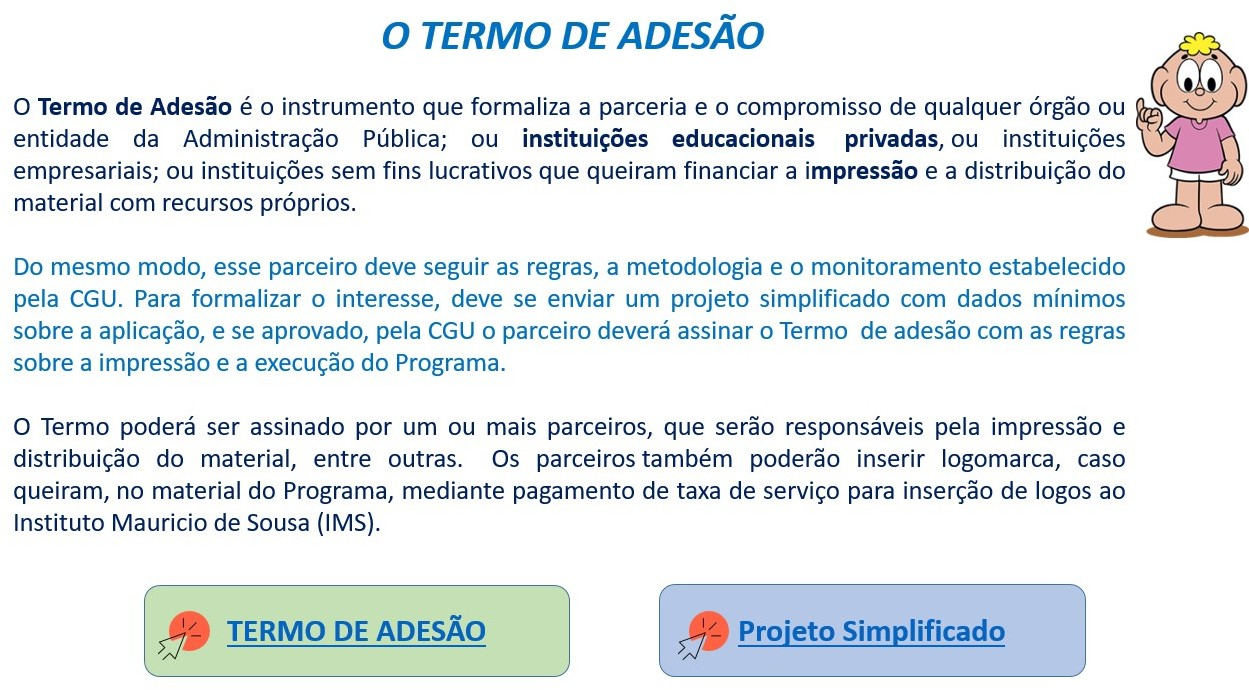 O TERMO DE ADESÃO
O Termo de Adesão é o instrumento que formaliza a parceria e o compromisso de qualquer órgão ou
entidade da Administração Pública; ou instituições educacionais privadas, ou instituições
empresariais; ou instituições sem fins lucrativos que queiram financiar a impressão e a distribuição do
material com recursos próprios.
Do mesmo modo, esse parceiro deve seguir as regras, a metodologia e o monitoramento estabelecido
pela CGU. Para formalizar o interesse, deve se enviar um projeto simplificado com dados mínimos
sobre a aplicação, e se aprovado, pela CGU o parceiro deverá assinar o Termo  de adesão com as regras
sobre a impressão e a execução do Programa.
O Termo poderá ser assinado por um ou mais parceiros, que serão responsáveis pela impressão e
distribuição do material, entre outras.  Os parceiros também poderão inserir logomarca, caso
queiram, no material do Programa, mediante pagamento de taxa de serviço para inserção de logos ao
Instituto Mauricio de Sousa (IMS).
TERMO DE ADESÃO
Projeto Simplificado